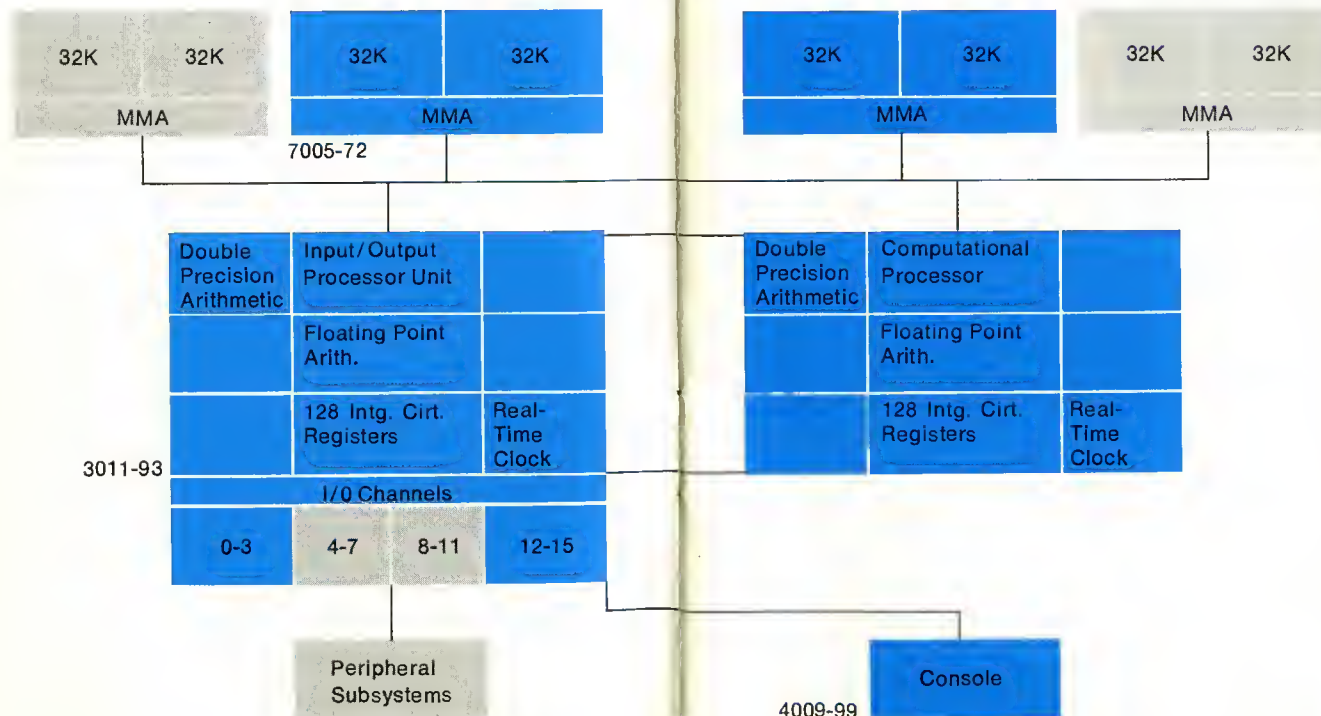 32K 32K 32K 32K 32K 32K 32K 32K
MMA MMA MMA MMA
7005-72
Double
Precision
Arithmetic
Input/Output
Processor Unit
Floating Point
Arith.
128 Intg. Cirt.
Registers
Real-
Time
Clock
3011-93
I/O Channels
0-3 4-7 8-11 12-15
Peripheral
Subsystems
Double
Precision
Arithmetic
Computational
Processor
Floating Point
Arith.
128 Intg. Cirt.
Registers
Real-
Time
Clock
Console
4009-99